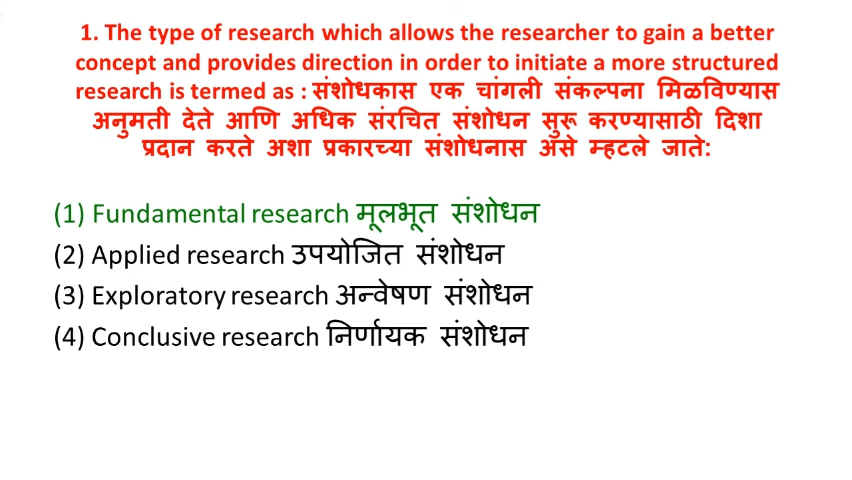 1. The type of research which allows the researcher to gain a better
concept and provides direction in order to initiate a more structured
research is termed as : संशोधकास एक चांगली संकल्पना मिळविण्यास
अनुमती देते आणि अधिक संरचित संशोधन सुरू करण्यासाठी दिशा
प्रदान करते अशा प्रकारच्या संशोधनास असे म्हटले जाते:
(1) Fundamental research मूलभूत संशोधन
(2) Applied research उपयोजित संशोधन
(3) Exploratory research अन्वेषण संशोधन
(4) Conclusive research निर्णायक संशोधन